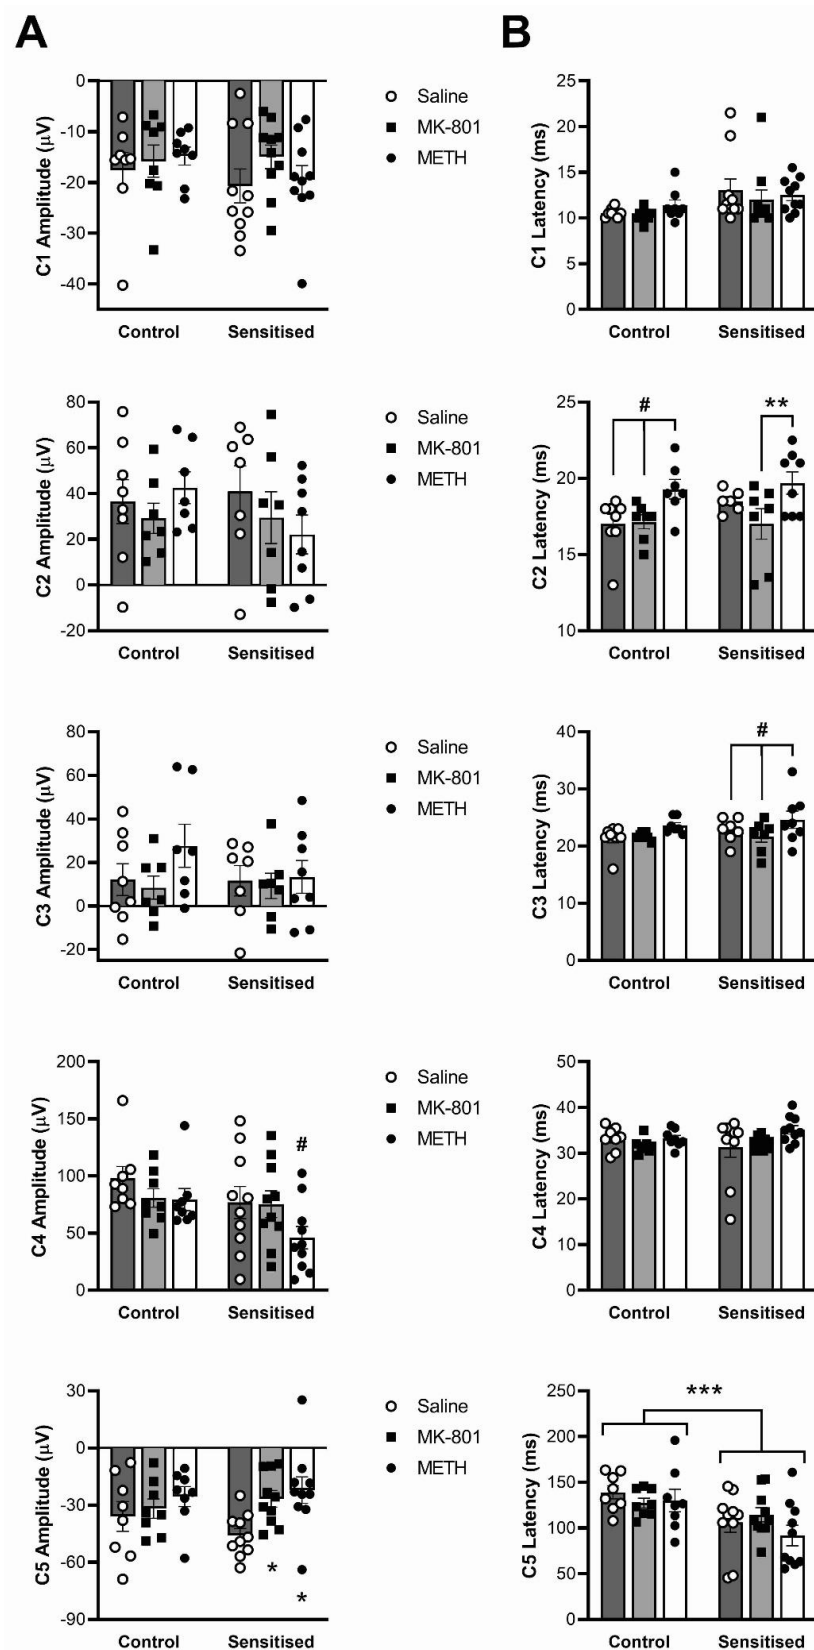 A
B
C1 Amplitude (µV)
0
-10
-20
-30
-40
Control
Sensitised
Saline
MK-801
METH
C1 Latency (ms)
25
20
15
10
5
0
Control
Sensitised
C2 Amplitude (µV)
80
60
40
20
0
-20
Control
Sensitised
Saline
MK-801
METH
C2 Latency (ms)
25
20
15
10
#
**
Control
Sensitised
C3 Amplitude (µV)
80
60
40
20
0
-20
Control
Sensitised
Saline
MK-801
METH
C3 Latency (ms)
40
30
20
10
0
#
Control
Sensitised
C4 Amplitude (µV)
200
150
100
50
0
#
Control
Sensitised
Saline
MK-801
METH
C4 Latency (ms)
50
40
30
20
10
0
Control
Sensitised
C5 Amplitude (µV)
30
0
-30
-60
-90
*
*
Control
Sensitised
Saline
MK-801
METH
C5 Latency (ms)
250
200
150
100
50
0
***
Control
Sensitised